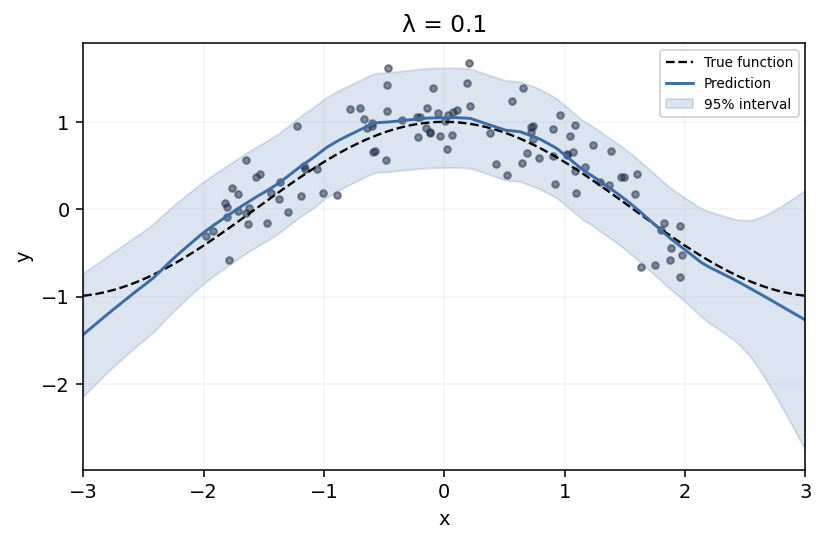 λ = 0.1
True function
Prediction
95% interval
y
1
0
−1
−2
−3 −2 −1 0 1 2 3
x